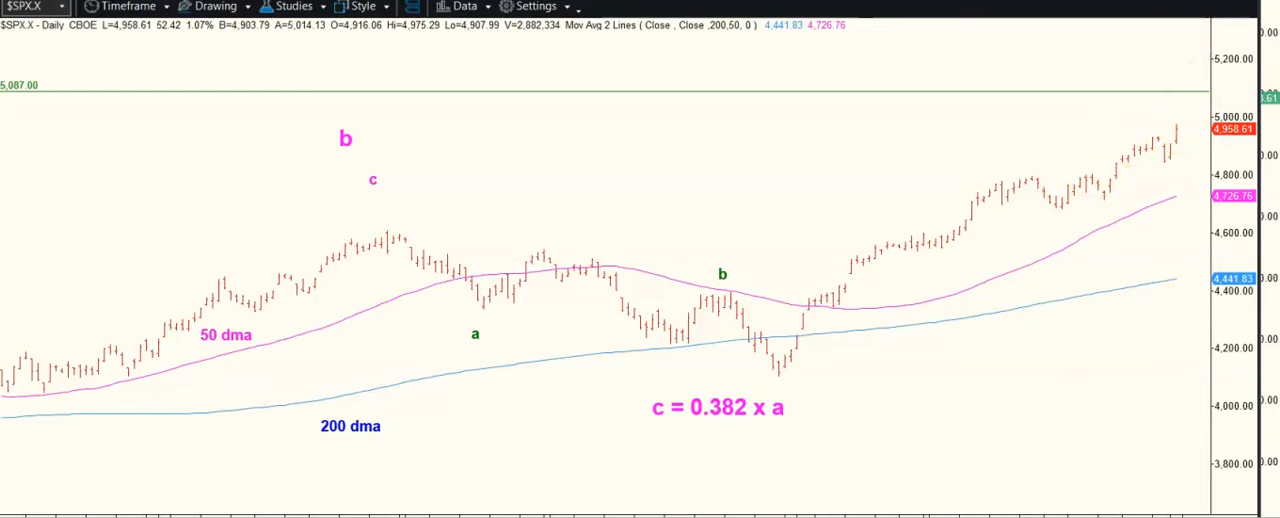 $SPX.X Timeframe Drawing Studies Style Data Settings
$SPX.X - Daily CBOE L=4,958.61 52.42 1.07% B=4,903.79 A=5,014.13 O=4,916.06 Hi=4,975.29 Lo=4,907.99 V=2,882,334 Mov Avg 2 Lines ( Close , Close ,200,50, 0 ) 4,441.83 4,726.76
5,200.00
5,087.00
5,000.00
4,958.61
b
c
4,800.00
4,726.76
4,600.00
b
4,441.83
4,400.00
50 dma
a
4,200.00
c = 0.382 x a
4,000.00
200 dma
3,800.00